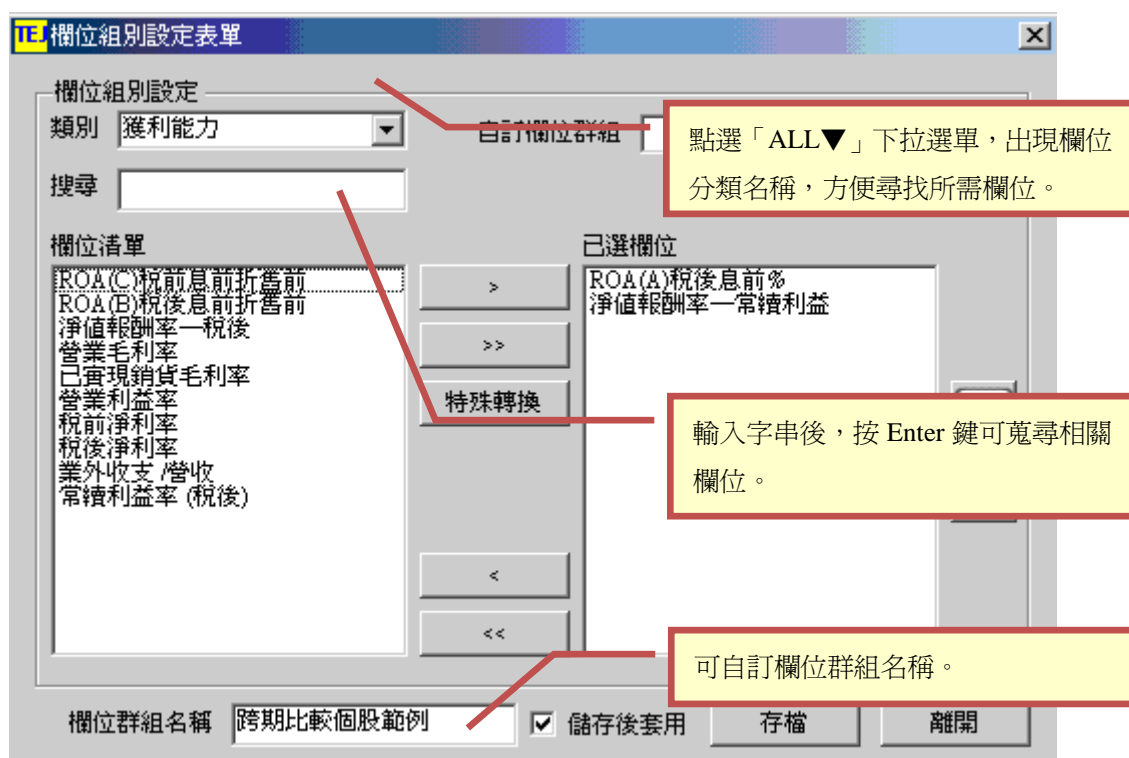 TEJ 欄位組別設定表單
欄位組別設定
類別 獲利能力
自訂欄位群組
點選「ALL▼」下拉選單，出現欄位
分類名稱，方便尋找所需欄位。
搜尋
欄位清單
已選欄位
ROA(C)稅前息前折舊前
ROA(B)稅後息前折舊前
淨值報酬率—稅後
營業毛利率
已實現銷貨毛利率
營業利益率
稅前淨利率
稅後淨利率
業外收支 /營收
常續利益率 (稅後)
>
>>
特殊轉換
<
<<
ROA(A)稅後息前%
淨值報酬率—常續利益
輸入字串後，按 Enter 鍵可蒐尋相關
欄位。
可自訂欄位群組名稱。
欄位群組名稱 跨期比較個股範例 儲存後套用 存檔 離開